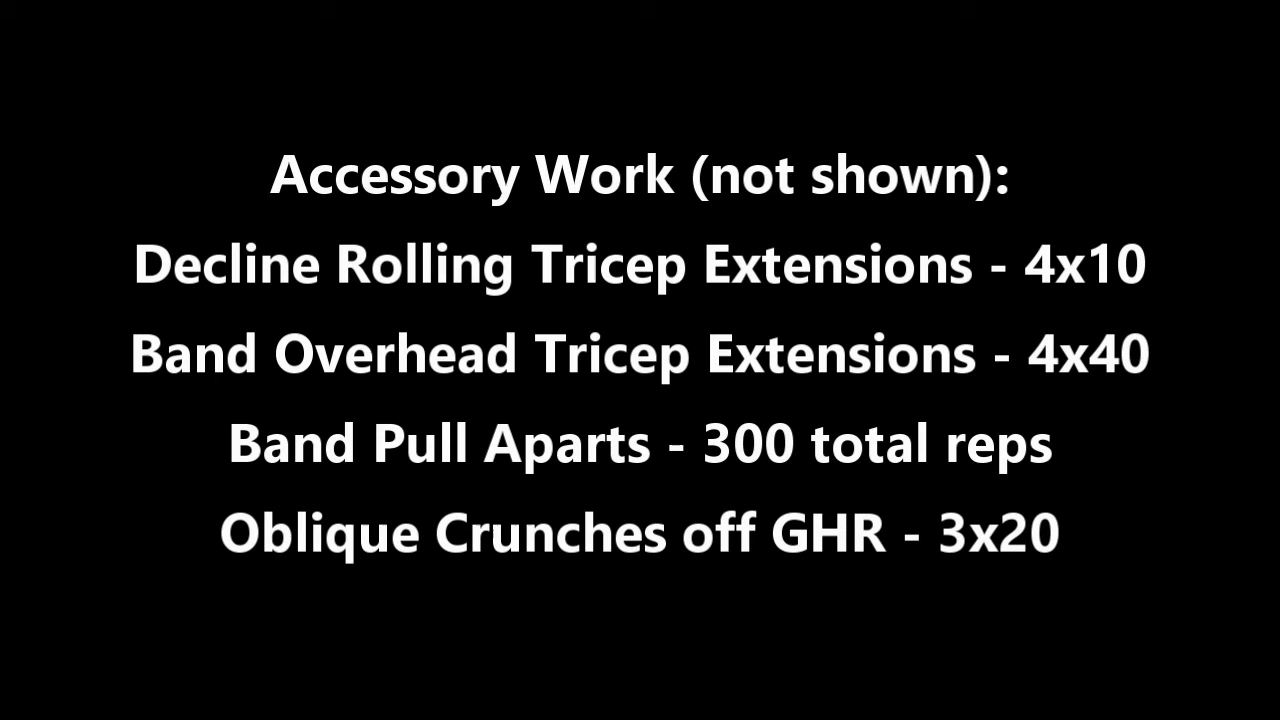 Accessory Work (not shown):
Decline Rolling Tricep Extensions - 4x10
Band Overhead Tricep Extensions - 4x40
Band Pull Aparts - 300 total reps
Oblique Crunches off GHR - 3x20